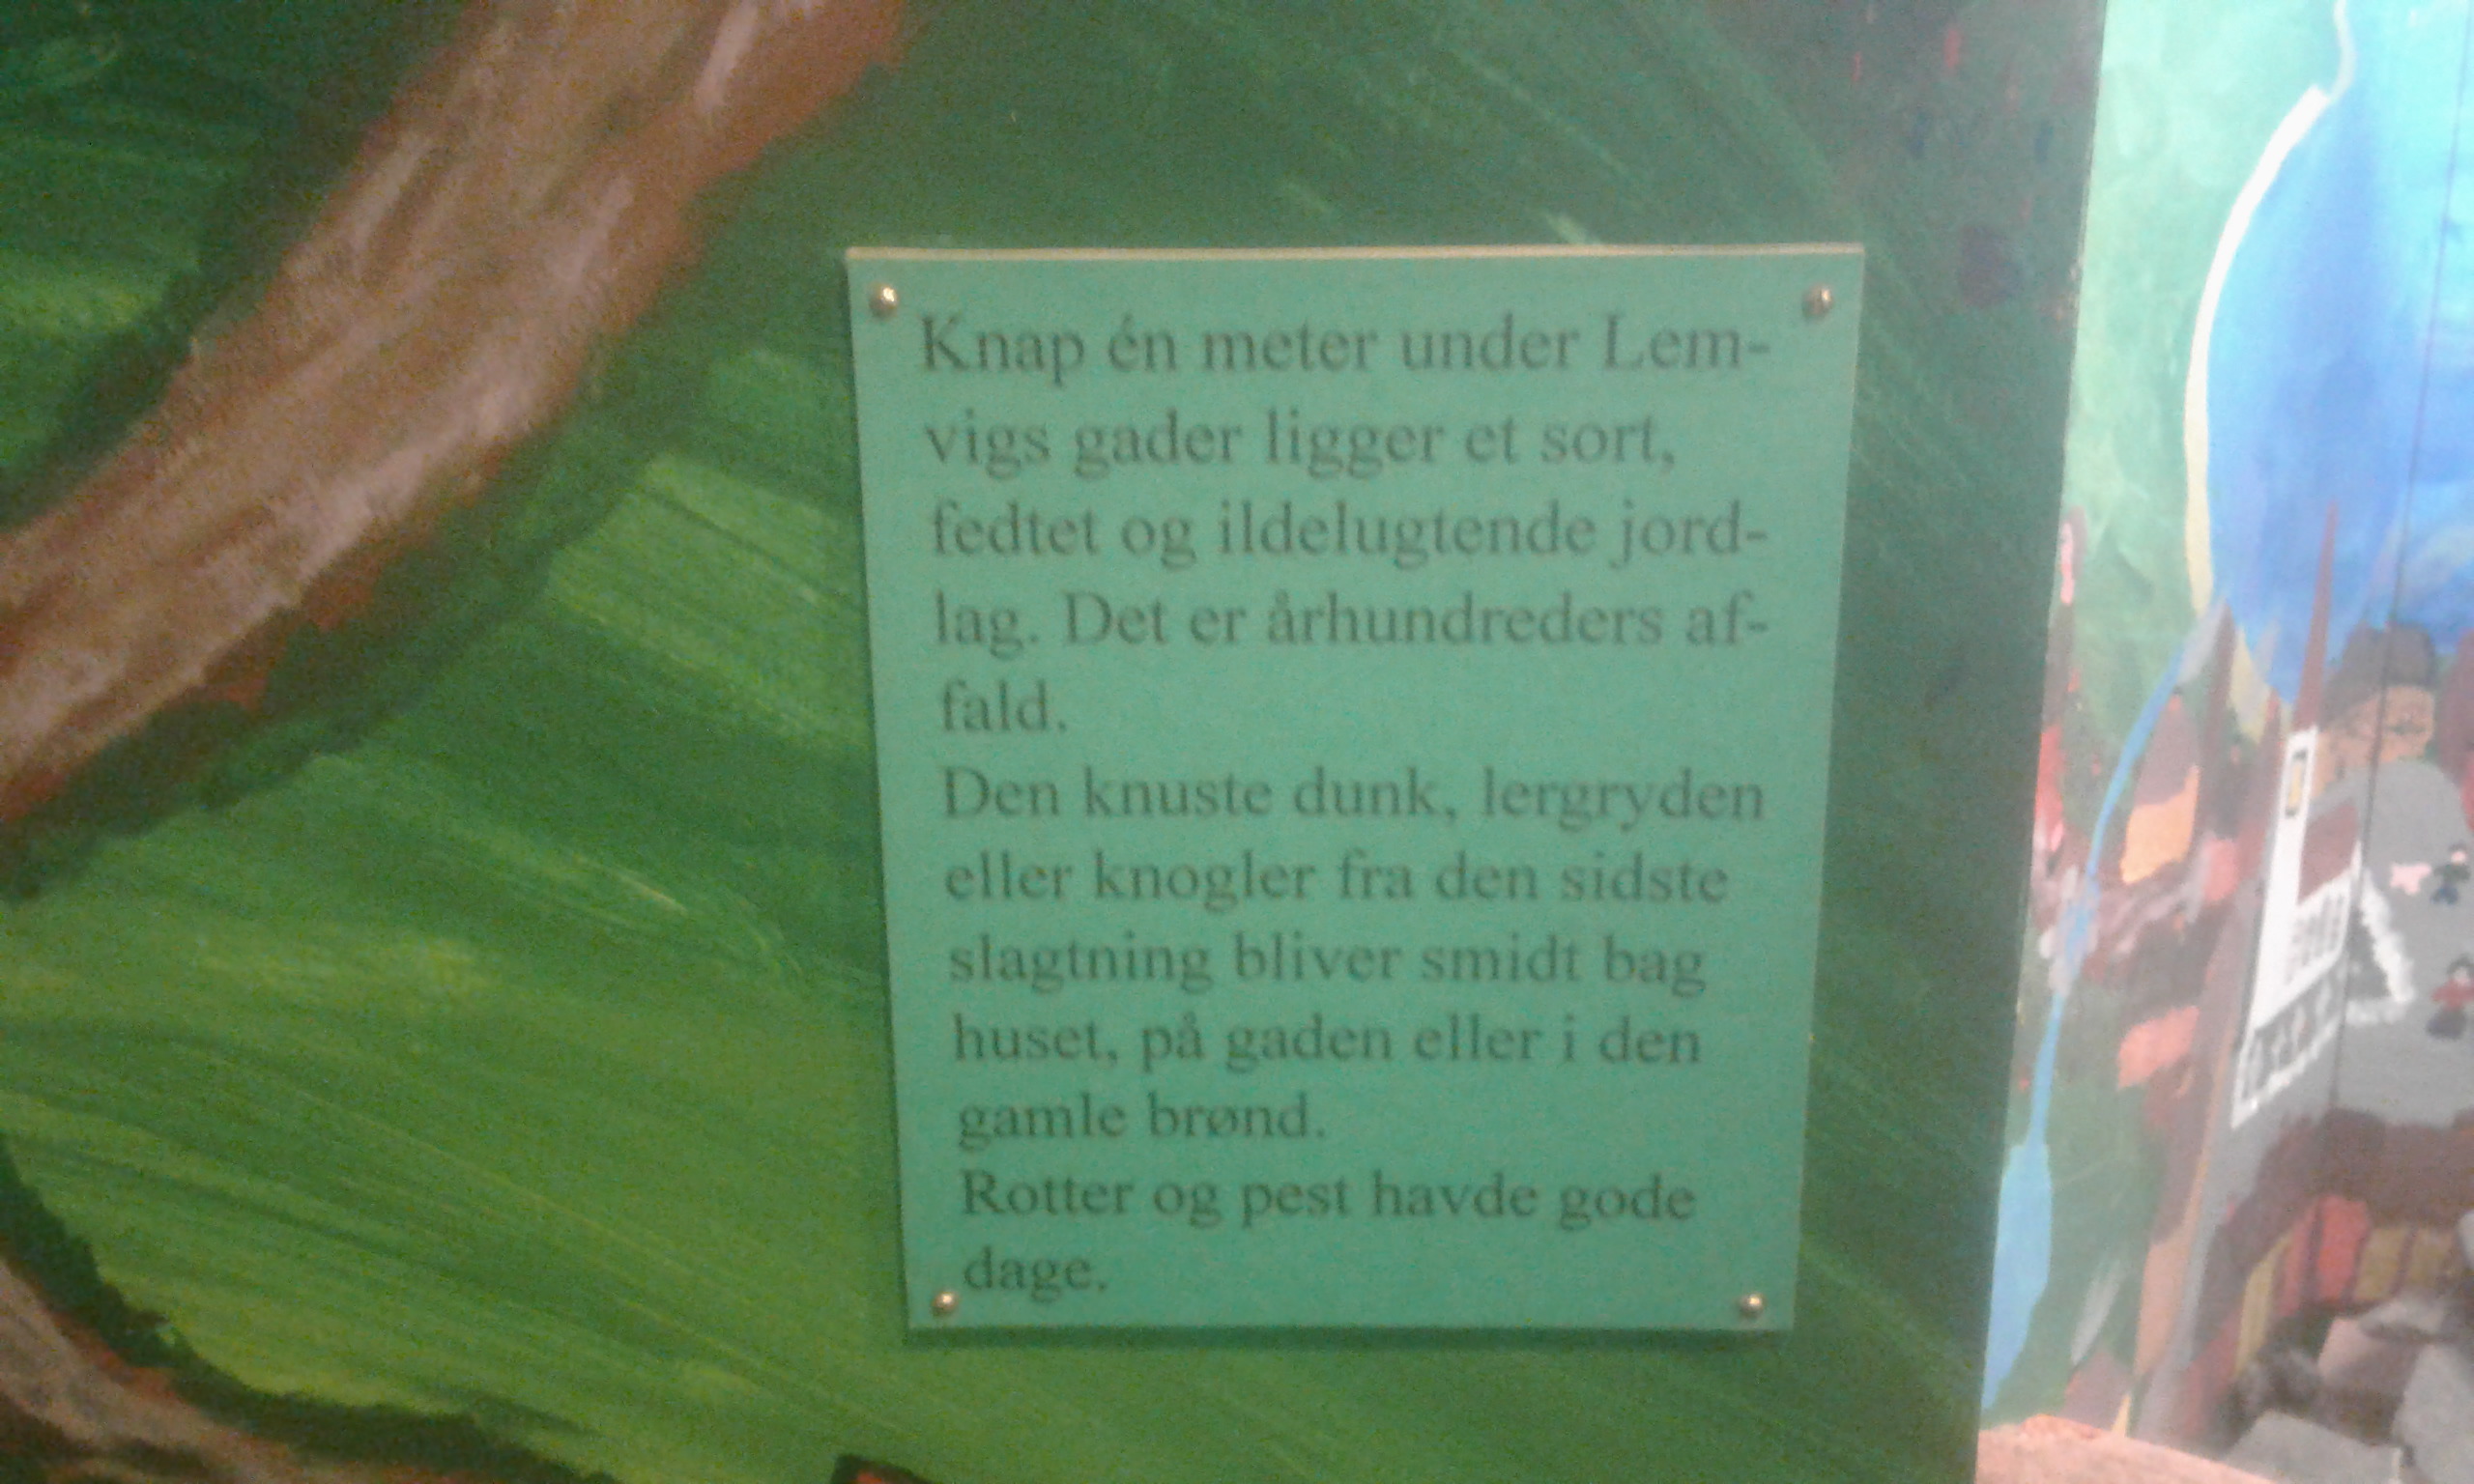 Knap én meter under Lem-
vigs gader ligger et sort,
fedtet og ildelugtende jord-
lag. Det er århundreders af-
fald.
Den knuste dunk, lergryden
eller knogler fra den sidste
slagtning bliver smidt bag
huset, på gaden eller i den
gamle brønd.
Rotter og pest havde gode
dage.